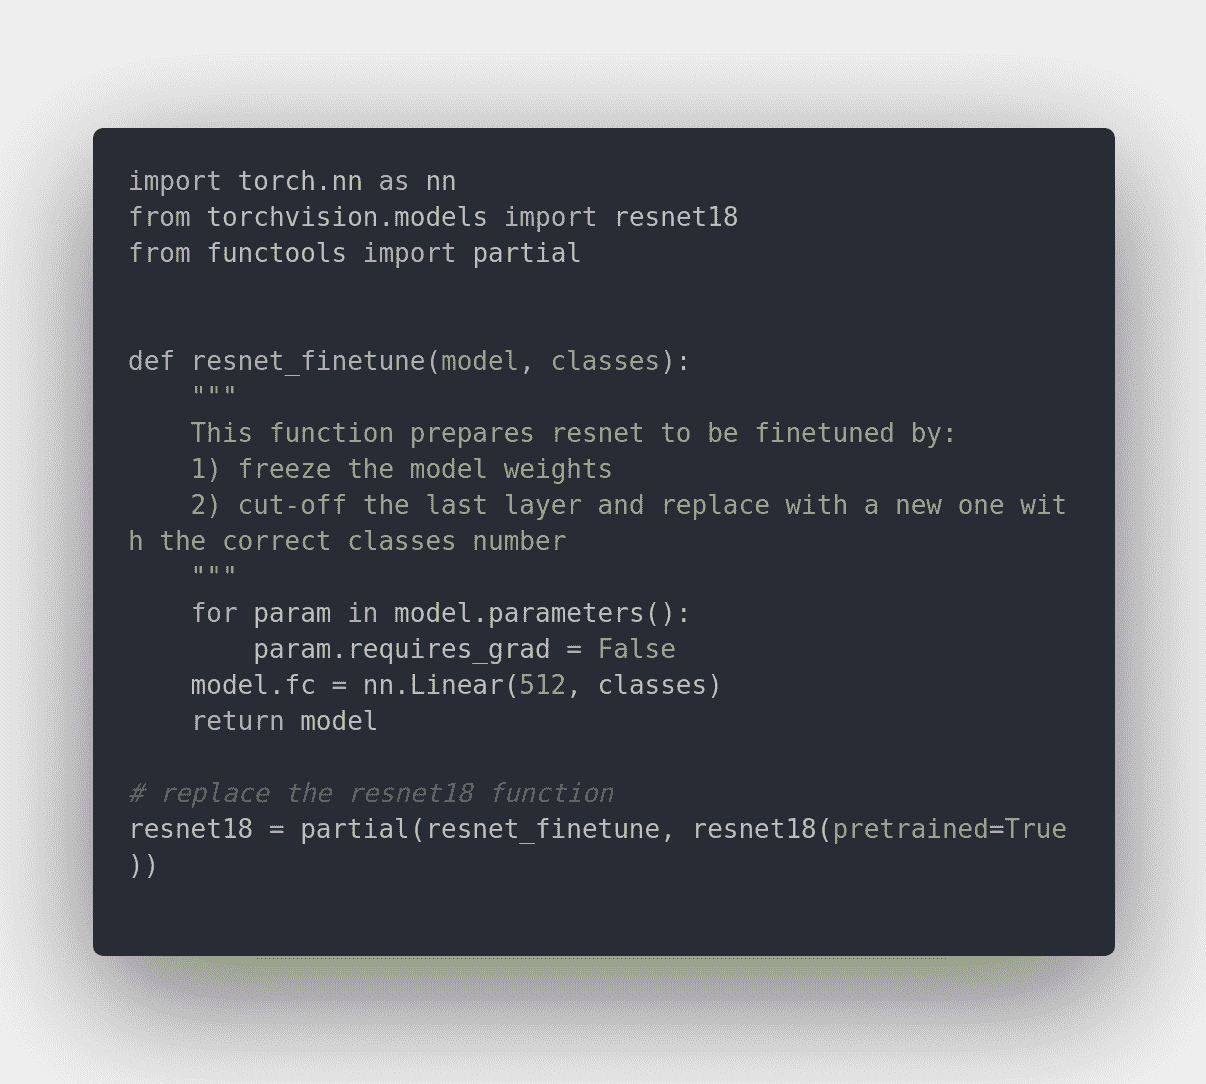 import torch.nn as nn
from torchvision.models import resnet18
from functools import partial


def resnet_finetune(model, classes):
    """
    This function prepares resnet to be finetuned by:
    1) freeze the model weights
    2) cut-off the last layer and replace with a new one wit
h the correct classes number
    """
    for param in model.parameters():
        param.requires_grad = False
    model.fc = nn.Linear(512, classes)
    return model

# replace the resnet18 function
resnet18 = partial(resnet_finetune, resnet18(pretrained=True
))